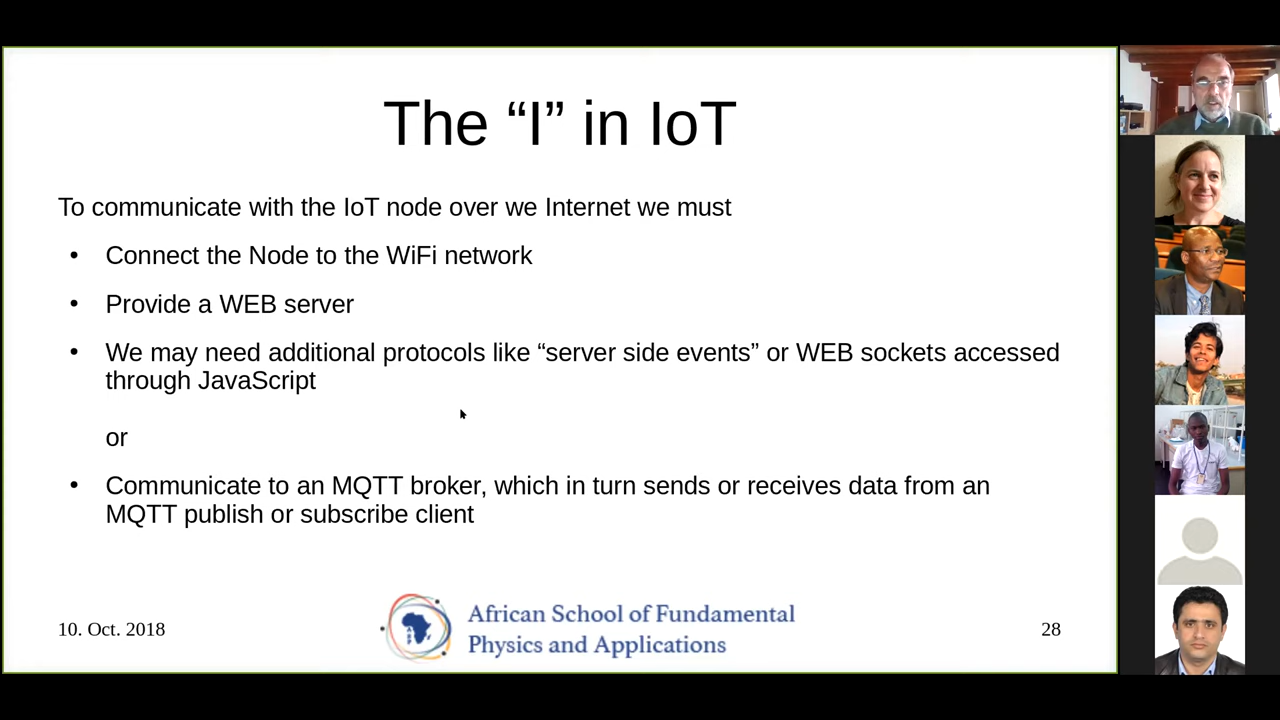 The “I” in IoT
To communicate with the IoT node over we Internet we must
• Connect the Node to the WiFi network
• Provide a WEB server
• We may need additional protocols like “server side events” or WEB sockets accessed
through JavaScript
or
• Communicate to an MQTT broker, which in turn sends or receives data from an
MQTT publish or subscribe client
10. Oct. 2018
African School of Fundamental
Physics and Applications
28